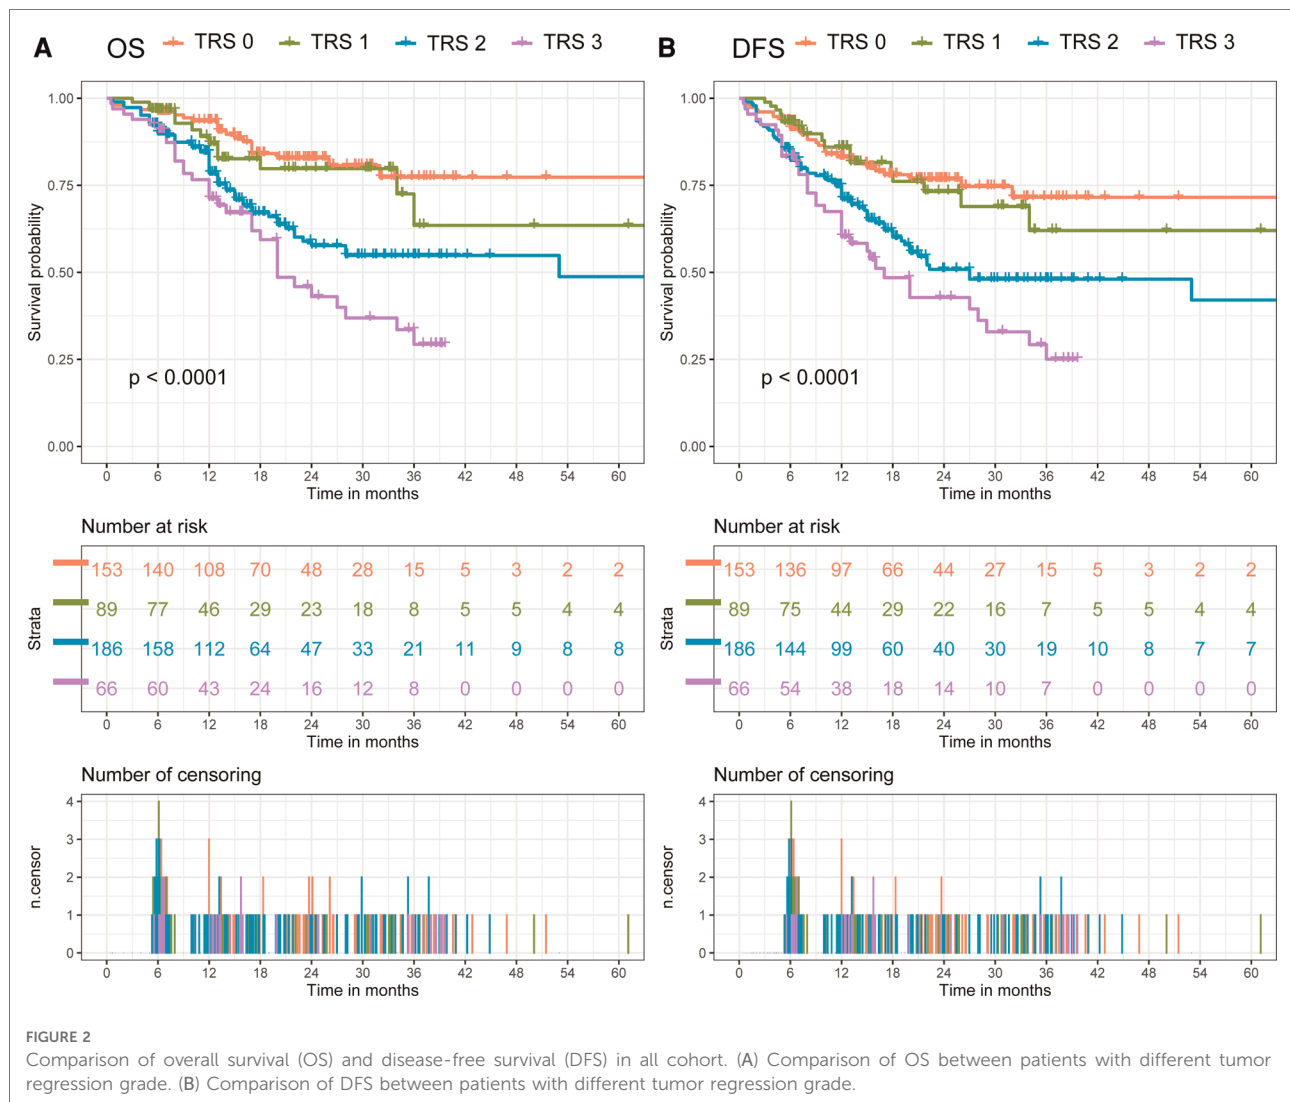 A OS TRS 0 TRS 1 TRS 2 TRS 3
Survival probability
1.00
0.75
0.50
0.25
0.00
p < 0.0001
0 6 12 18 24 30 36 42 48 54 60
Time in months
Number at risk
Strata
153 140 108 70 48 28 15 5 3 2 2
89 77 46 29 23 18 8 5 5 4 4
186 158 112 64 47 33 21 11 9 8 8
66 60 43 24 16 12 8 0 0 0 0
0 6 12 18 24 30 36 42 48 54 60
Time in months
Number of censoring
n.censor
4
3
2
1
0
0 6 12 18 24 30 36 42 48 54 60
Time in months
B DFS TRS 0 TRS 1 TRS 2 TRS 3
Survival probability
1.00
0.75
0.50
0.25
0.00
p < 0.0001
0 6 12 18 24 30 36 42 48 54 60
Time in months
Number at risk
Strata
153 136 97 66 44 27 15 5 3 2 2
89 75 44 29 22 16 7 5 5 4 4
186 144 99 60 40 30 19 10 8 7 7
66 54 38 18 14 10 7 0 0 0 0
0 6 12 18 24 30 36 42 48 54 60
Time in months
Number of censoring
n.censor
4
3
2
1
0
0 6 12 18 24 30 36 42 48 54 60
Time in months
FIGURE 2
Comparison of overall survival (OS) and disease-free survival (DFS) in all cohort. (A) Comparison of OS between patients with different tumor
regression grade. (B) Comparison of DFS between patients with different tumor regression grade.